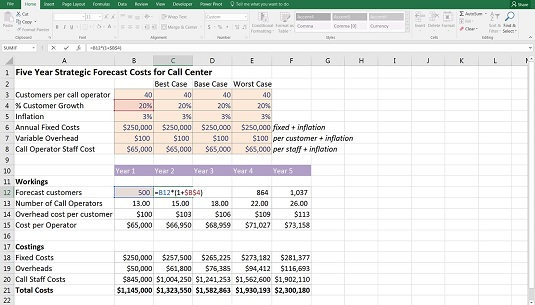 File Home Insert Page Layout Formulas Data Review View Developer Power Pivot Tell me what you want to do Share
Cut
Copy
Wrap Text
Custom
AutoSum
Paste
Format Painter
Merge & Center
Conditional Formatting
Format as Table
Comma
Comma [0]
Currency
Insert Delete Format
Clear
Sort & Filter
Clipboard Font Alignment Number Styles Cells Editing
SUMIF =B12*(1+$B$4)
A B C D E F G H I J K L
1 Five Year Strategic Forecast Costs for Call Center
2 Best Case Base Case Worst Case
3 Customers per call operator 40 40 40 40
4 % Customer Growth 20% 20% 20% 20%
5 Inflation 3% 3% 3% 3%
6 Annual Fixed Costs $250,000 $250,000 $250,000 $250,000 fixed + inflation
7 Variable Overhead $100 $100 $100 $100 per customer + inflation
8 Call Operator Staff Cost $65,000 $65,000 $65,000 $65,000 per staff + inflation
9
10 Year 1 Year 2 Year 3 Year 4 Year 5
11 Workings
12 Forecast customers 500 =B12*(1+$B$4) 864 1,037
13 Number of Call Operators 13.00 15.00 18.00 22.00 26.00
14 Overhead cost per customer $100 $103 $106 $109 $113
15 Cost per Operator $65,000 $66,950 $68,959 $71,027 $73,158
16
17 Costings
18 Fixed Costs $250,000 $257,500 $265,225 $273,182 $281,377
19 Overheads $50,000 $61,800 $76,385 $94,412 $116,693
20 Call Staff Costs $845,000 $1,004,250 $1,241,253 $1,562,600 $1,902,110
21 Total Costs $1,145,000 $1,323,550 $1,582,863 $1,930,193 $2,300,180
22